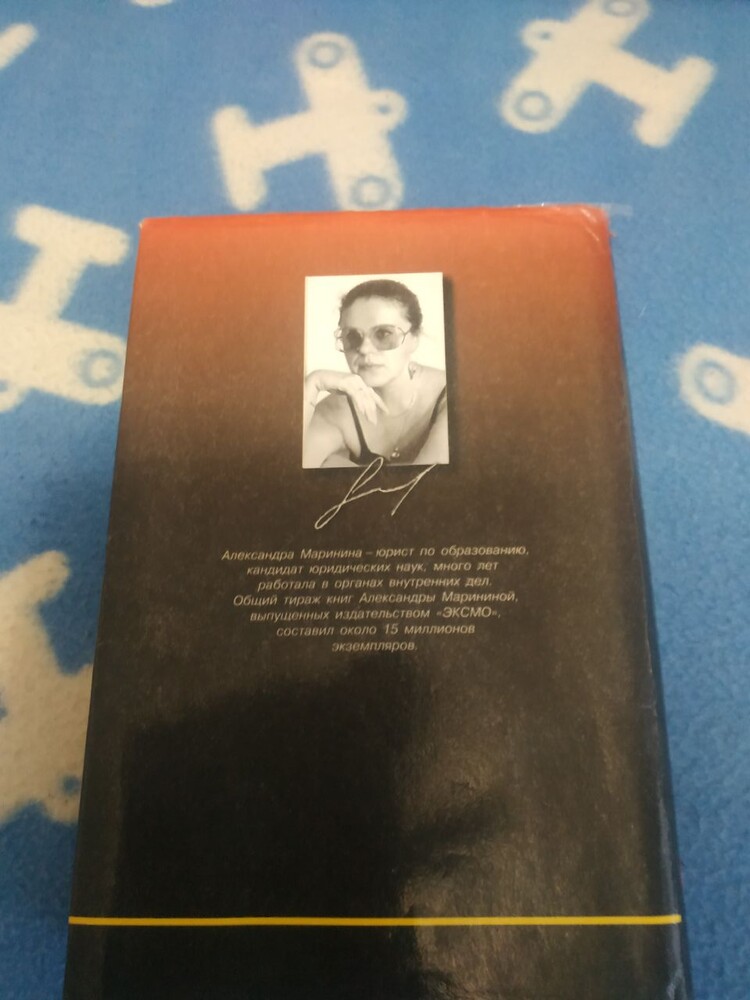 Александра Маринина – юрист по образованию,
кандидат юридических наук, много лет
работала в органах внутренних дел.
Общий тираж книг Александры Марининой,
выпущенных издательством «ЭКСМО»,
составил около 15 миллионов
экземпляров.